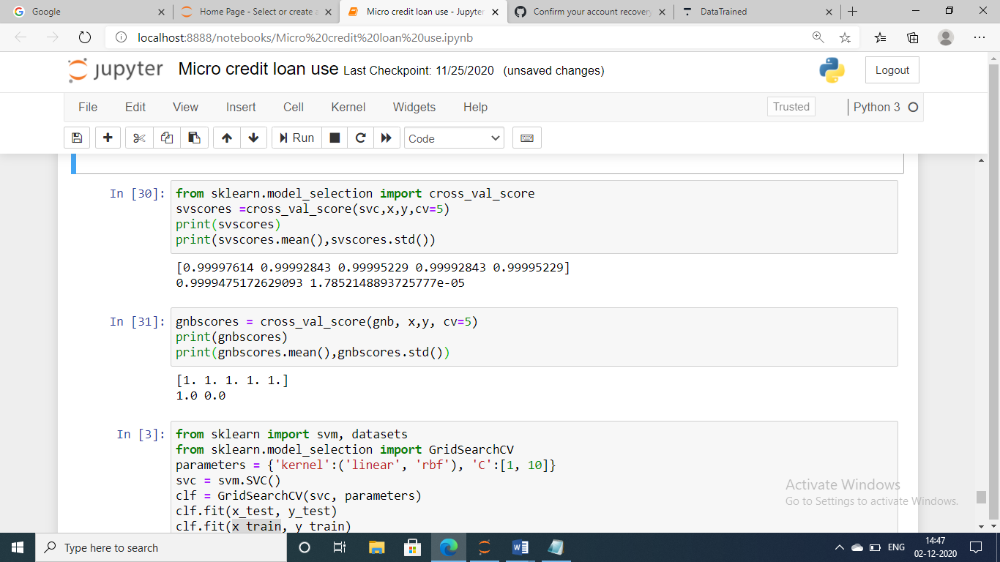 Google
Home Page - Select or create a
Micro credit loan use - Jupyter
Confirm your account recovery
DataTrained
localhost:8888/notebooks/Micro%20credit%20loan%20use.ipynb
jupyter Micro credit loan use Last Checkpoint: 11/25/2020 (unsaved changes)
Logout
File Edit View Insert Cell Kernel Widgets Help Trusted Python 3
Run Code
In [30]: from sklearn.model_selection import cross_val_score
svscores =cross_val_score(svc,x,y,cv=5)
print(svscores)
print(svscores.mean(),svscores.std())
[0.99997614 0.99992843 0.99995229 0.99992843 0.99995229]
0.9999475172629093 1.7852148893725777e-05
In [31]: gnbscores = cross_val_score(gnb, x,y, cv=5)
print(gnbscores)
print(gnbscores.mean(),gnbscores.std())
[1. 1. 1. 1. 1.]
1.0 0.0
In [3]: from sklearn import svm, datasets
from sklearn.model_selection import GridSearchCV
parameters = {'kernel':('linear', 'rbf'), 'C':[1, 10]}
svc = svm.SVC()
clf = GridSearchCV(svc, parameters)
clf.fit(x_test, y_test)
clf.fit(x_train, y_train)
Activate Windows
Go to Settings to activate Windows.
Type here to search
ENG
14:47
02-12-2020